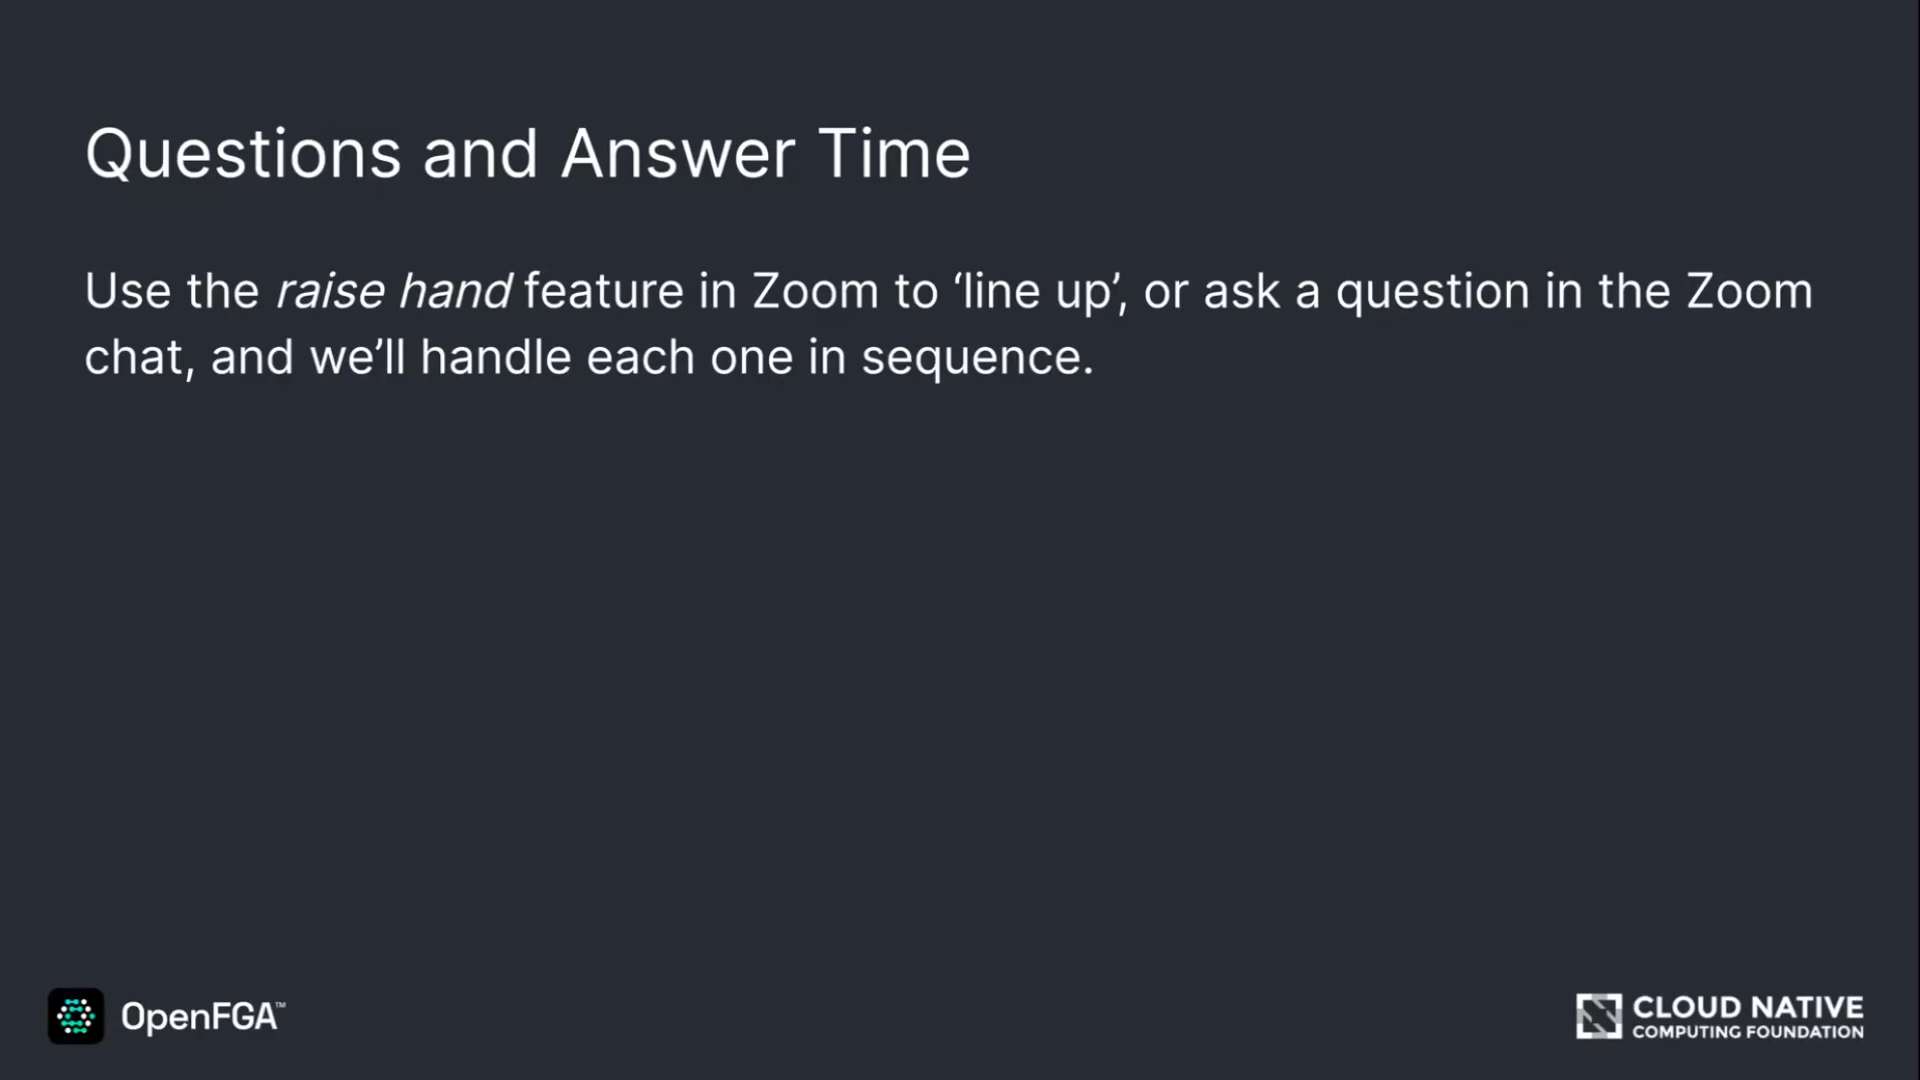 Questions and Answer Time
Use the raise hand feature in Zoom to ‘line up’, or ask a question in the Zoom
chat, and we’ll handle each one in sequence.
OpenFGA™
CLOUD NATIVE
COMPUTING FOUNDATION